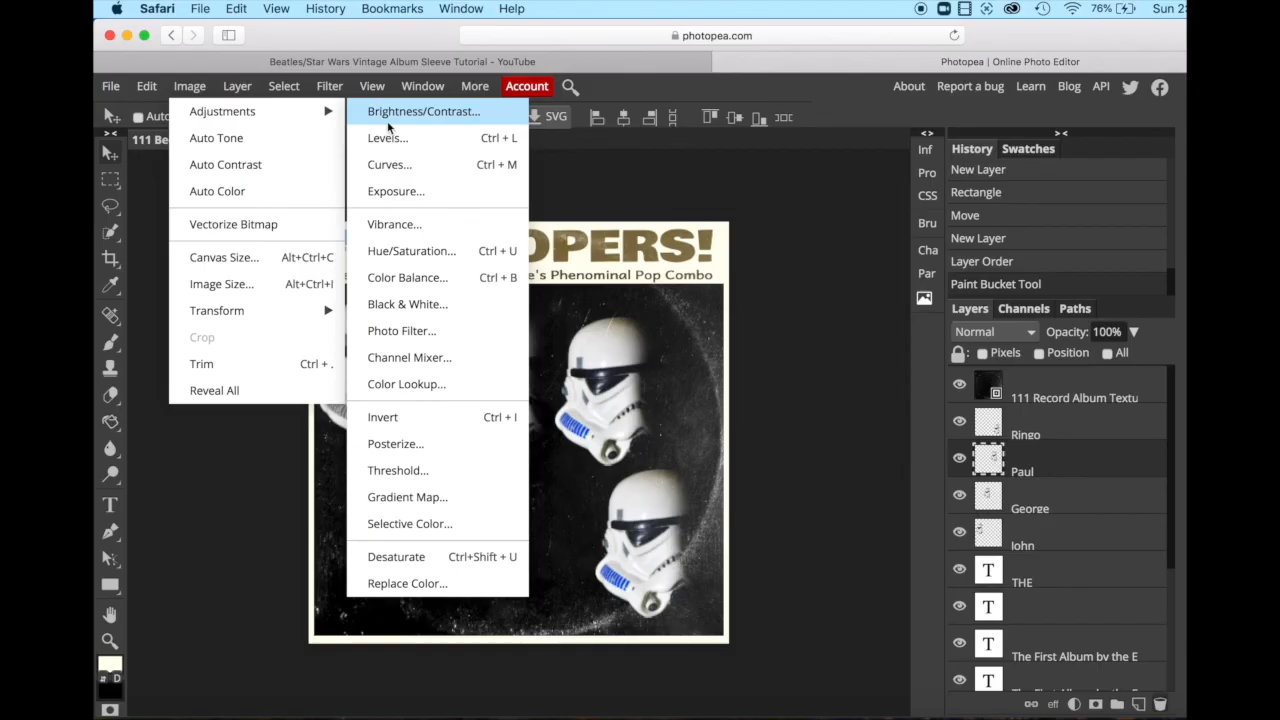 Safari File Edit View History Bookmarks Window Help 76% Sun 2
photopea.com
Beatles/Star Wars Vintage Album Sleeve Tutorial - YouTube Photopea | Online Photo Editor
File Edit Image Layer Select Filter View Window More Account About Report a bug Learn Blog API
Auto SVG
111 Be
Adjustments
Auto Tone
Auto Contrast
Auto Color
Vectorize Bitmap
Canvas Size... Alt+Ctrl+C
Image Size... Alt+Ctrl+I
Transform
Crop
Trim Ctrl + .
Reveal All
Brightness/Contrast...
Levels... Ctrl + L
Curves... Ctrl + M
Exposure...
Vibrance...
Hue/Saturation... Ctrl + U
Color Balance... Ctrl + B
Black & White...
Photo Filter...
Channel Mixer...
Color Lookup...
Invert Ctrl + I
Posterize...
Threshold...
Gradient Map...
Selective Color...
Desaturate Ctrl+Shift + U
Replace Color...
OPERS!
e's Phenominal Pop Combo
Inf
Pro
CSS
Bru
Cha
Par
History Swatches
New Layer
Rectangle
Move
New Layer
Layer Order
Paint Bucket Tool
Layers Channels Paths
Normal Opacity: 100%
Pixels Position All
111 Record Album Textu
Ringo
Paul
George
John
T THE
T
T The First Album by the E
T The First Album by the E
T
D
eff